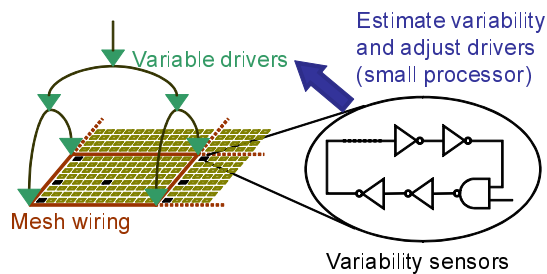 Estimate variability
and adjust drivers
(small processor)
Variable drivers
Mesh wiring
Variability sensors